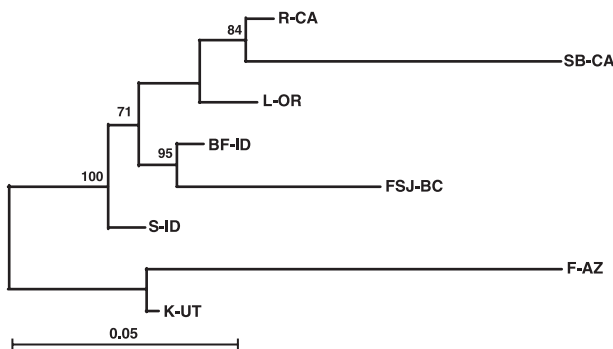 R-CA
84
SB-CA
L-OR
71
BF-ID
95
100
FSJ-BC
S-ID
F-AZ
K-UT
0.05